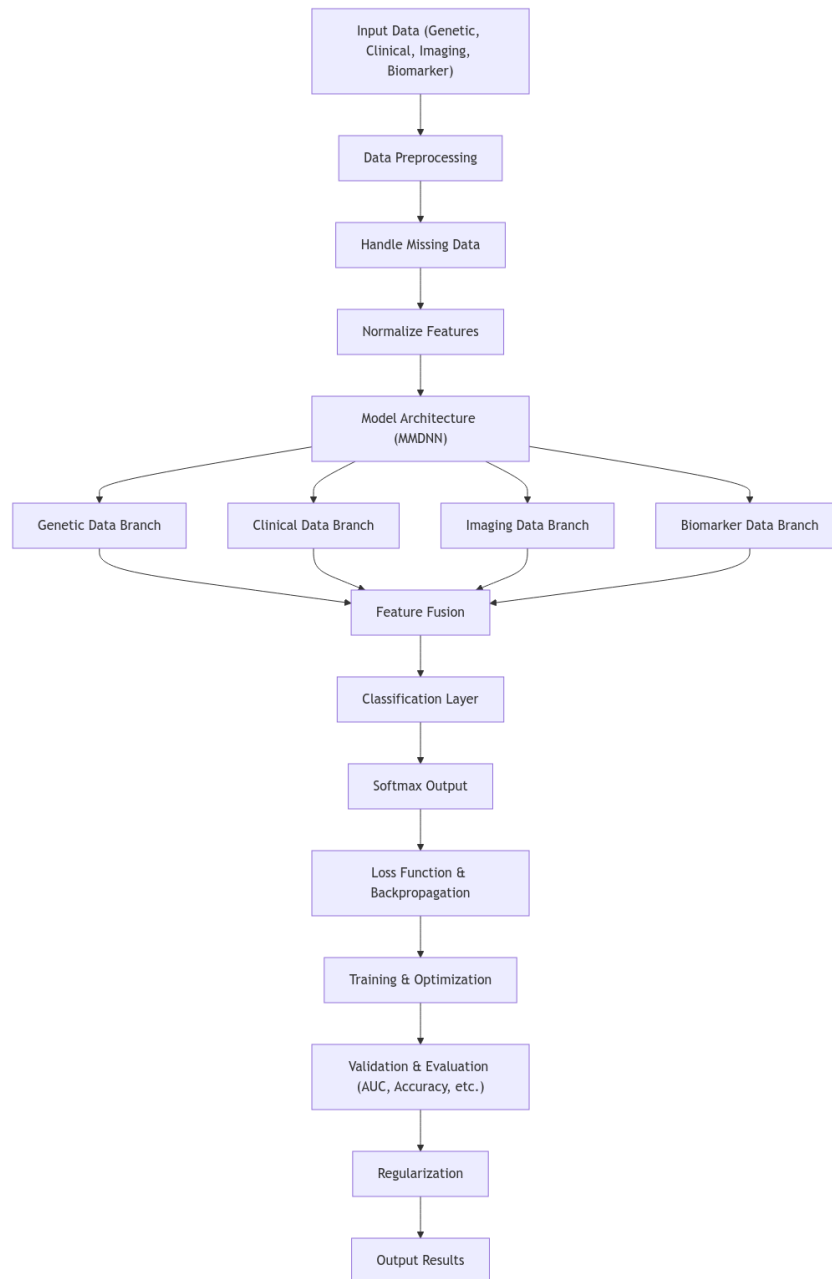 Input Data (Genetic,
Clinical, Imaging,
Biomarker)
Data Preprocessing
Handle Missing Data
Normalize Features
Model Architecture
(MMDNN)
Genetic Data Branch
Clinical Data Branch
Imaging Data Branch
Biomarker Data Branch
Feature Fusion
Classification Layer
Softmax Output
Loss Function &
Backpropagation
Training & Optimization
Validation & Evaluation
(AUC, Accuracy, etc.)
Regularization
Output Results